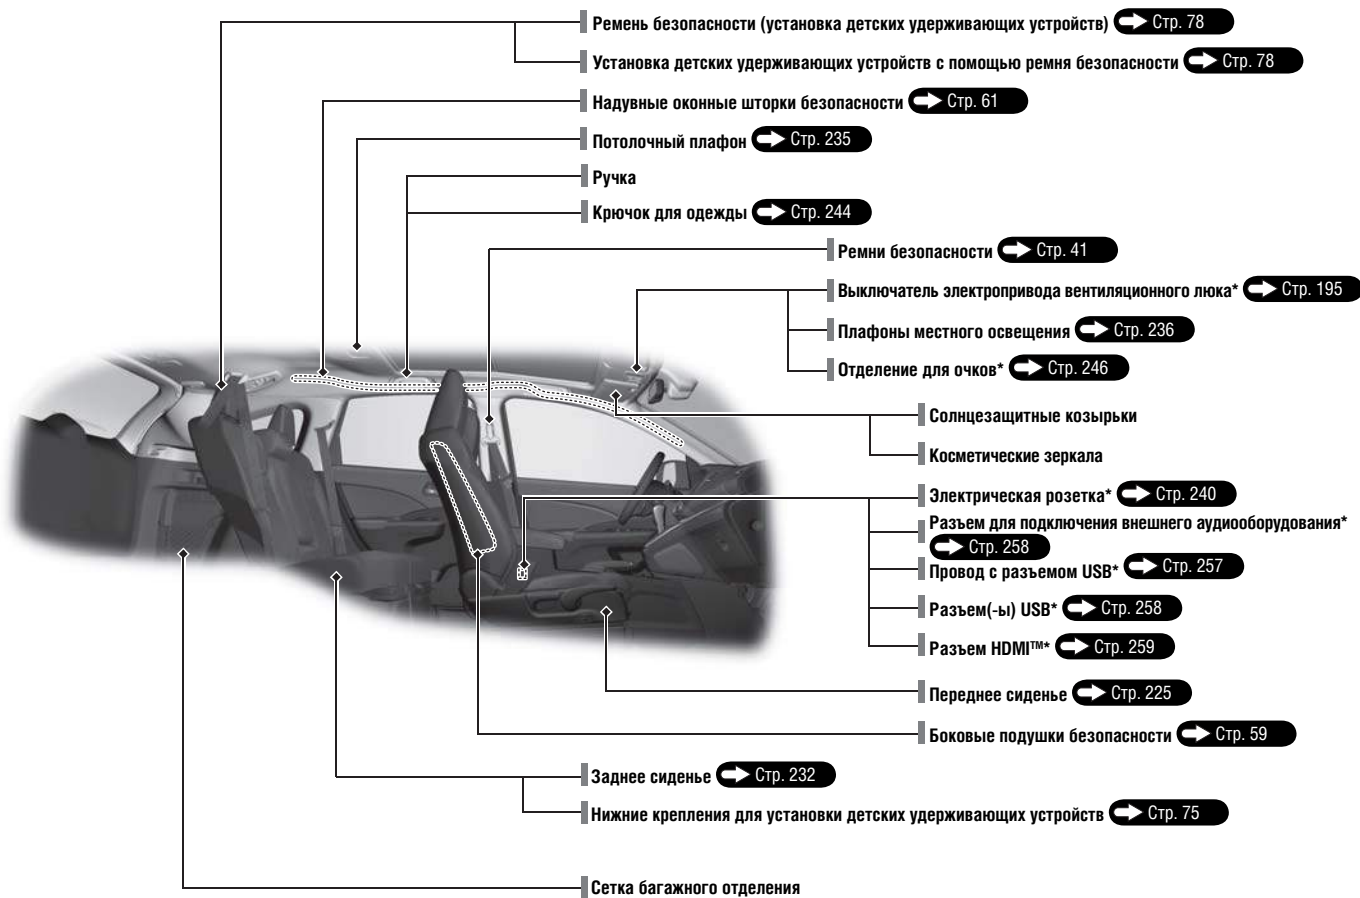 Ремень безопасности (установка детских удерживающих устройств) Стр. 78
Установка детских удерживающих устройств с помощью ремня безопасности Стр. 78
Надувные оконные шторки безопасности Стр. 61
Потолочный плафон Стр. 235
Ручка
Крючок для одежды Стр. 244
Ремни безопасности Стр. 41
Выключатель электропривода вентиляционного люка* Стр. 195
Плафоны местного освещения Стр. 236
Отделение для очков* Стр. 246
Солнцезащитные козырьки
Косметические зеркала
Электрическая розетка* Стр. 240
Разъем для подключения внешнего аудиооборудования*
Стр. 258
Провод с разъемом USB* Стр. 257
Разъем(-ы) USB* Стр. 258
Разъем HDMI™* Стр. 259
Переднее сиденье Стр. 225
Боковые подушки безопасности Стр. 59
Заднее сиденье Стр. 232
Нижние крепления для установки детских удерживающих устройств Стр. 75
Сетка багажного отделения